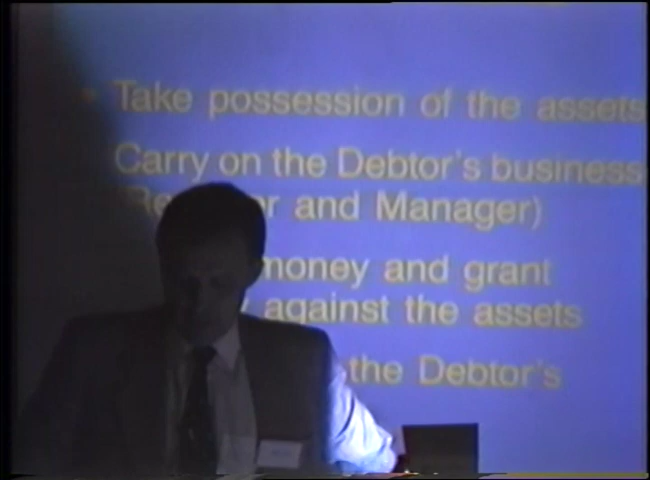 Take possession of the assets
Carry on the Debtor's business
and Manager)
money and grant
against the assets
the Debtor's